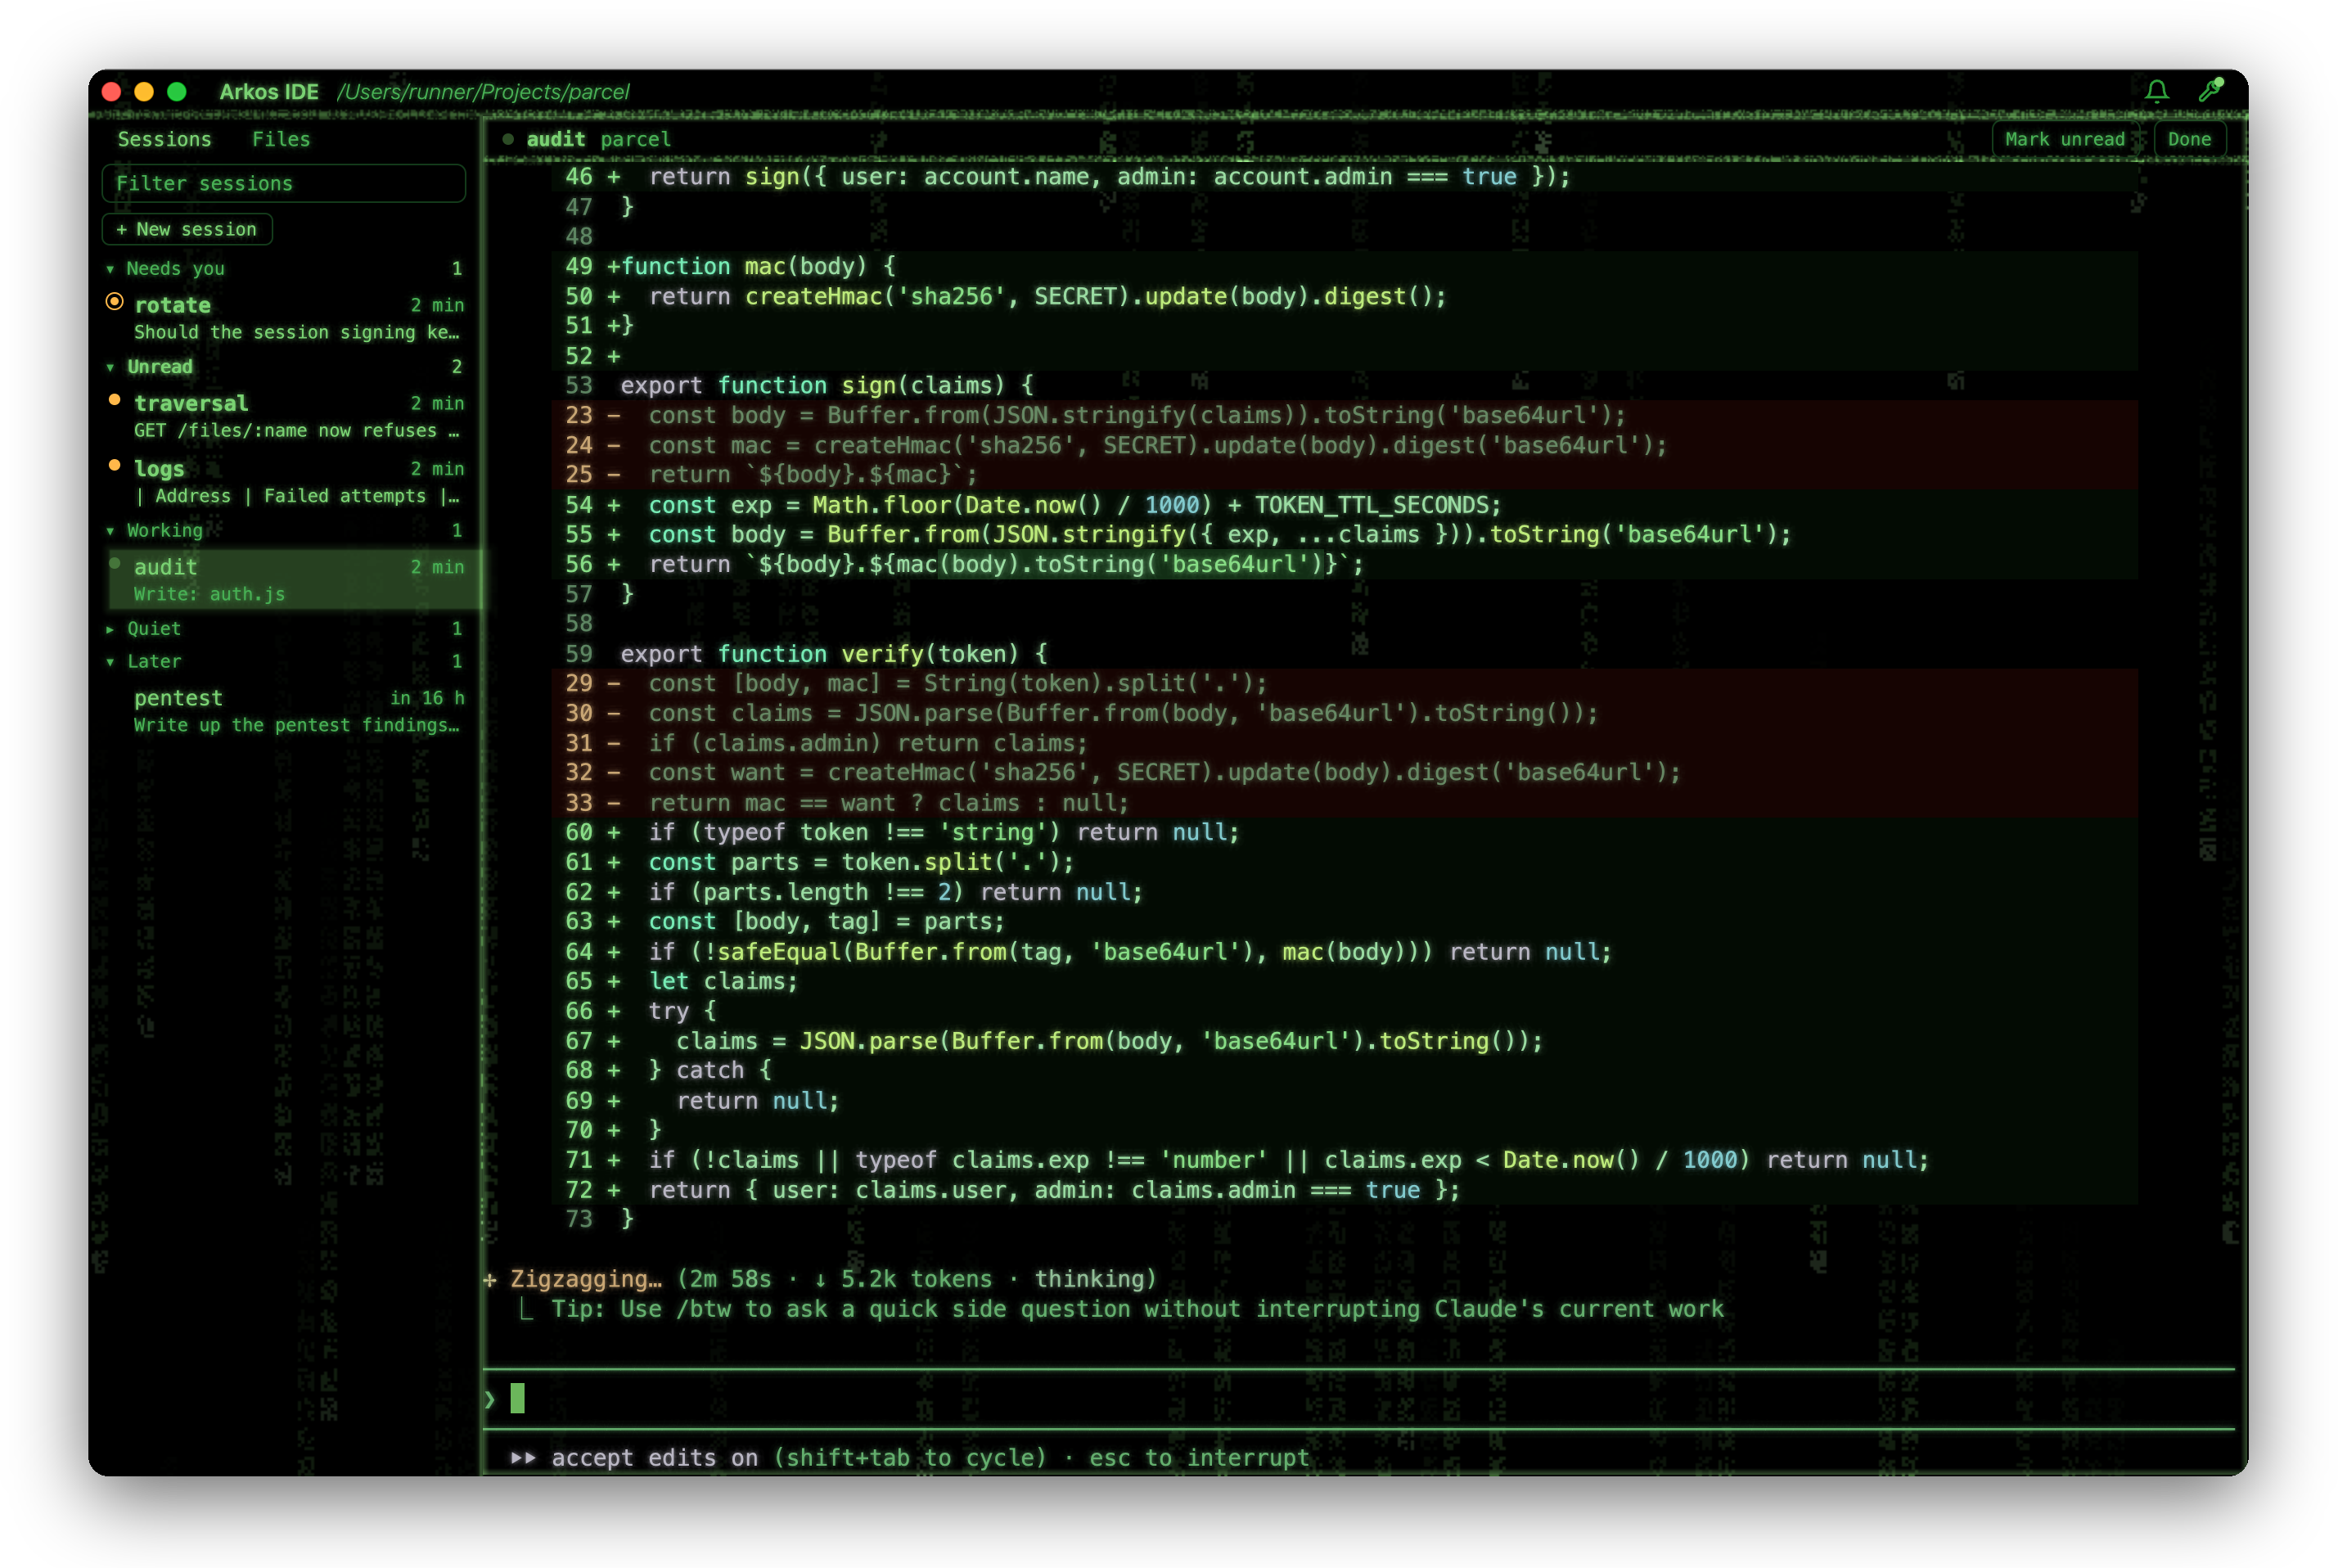 Arkos IDE /Users/runner/Projects/parcel
Sessions Files
Filter sessions
+ New session
▾ Needs you 1
rotate 2 min
Should the session signing ke…
▾ Unread 2
traversal 2 min
GET /files/:name now refuses …
logs 2 min
| Address | Failed attempts |…
▾ Working 1
audit 2 min
Write: auth.js
▸ Quiet 1
▾ Later 1
pentest in 16 h
Write up the pentest findings…
audit parcel Mark unread Done
46 +  return sign({ user: account.name, admin: account.admin === true });
47  }
48
49 +function mac(body) {
50 +  return createHmac('sha256', SECRET).update(body).digest();
51 +}
52 +
53  export function sign(claims) {
23 -  const body = Buffer.from(JSON.stringify(claims)).toString('base64url');
24 -  const mac = createHmac('sha256', SECRET).update(body).digest('base64url');
25 -  return `${body}.${mac}`;
54 +  const exp = Math.floor(Date.now() / 1000) + TOKEN_TTL_SECONDS;
55 +  const body = Buffer.from(JSON.stringify({ exp, ...claims })).toString('base64url');
56 +  return `${body}.${mac(body).toString('base64url')}`;
57  }
58
59  export function verify(token) {
29 -  const [body, mac] = String(token).split('.');
30 -  const claims = JSON.parse(Buffer.from(body, 'base64url').toString());
31 -  if (claims.admin) return claims;
32 -  const want = createHmac('sha256', SECRET).update(body).digest('base64url');
33 -  return mac == want ? claims : null;
60 +  if (typeof token !== 'string') return null;
61 +  const parts = token.split('.');
62 +  if (parts.length !== 2) return null;
63 +  const [body, tag] = parts;
64 +  if (!safeEqual(Buffer.from(tag, 'base64url'), mac(body))) return null;
65 +  let claims;
66 +  try {
67 +    claims = JSON.parse(Buffer.from(body, 'base64url').toString());
68 +  } catch {
69 +    return null;
70 +  }
71 +  if (!claims || typeof claims.exp !== 'number' || claims.exp < Date.now() / 1000) return null;
72 +  return { user: claims.user, admin: claims.admin === true };
73  }
✢ Zigzagging… (2m 58s · ↓ 5.2k tokens · thinking)
⎿ Tip: Use /btw to ask a quick side question without interrupting Claude's current work
❯
⏵⏵ accept edits on (shift+tab to cycle) · esc to interrupt